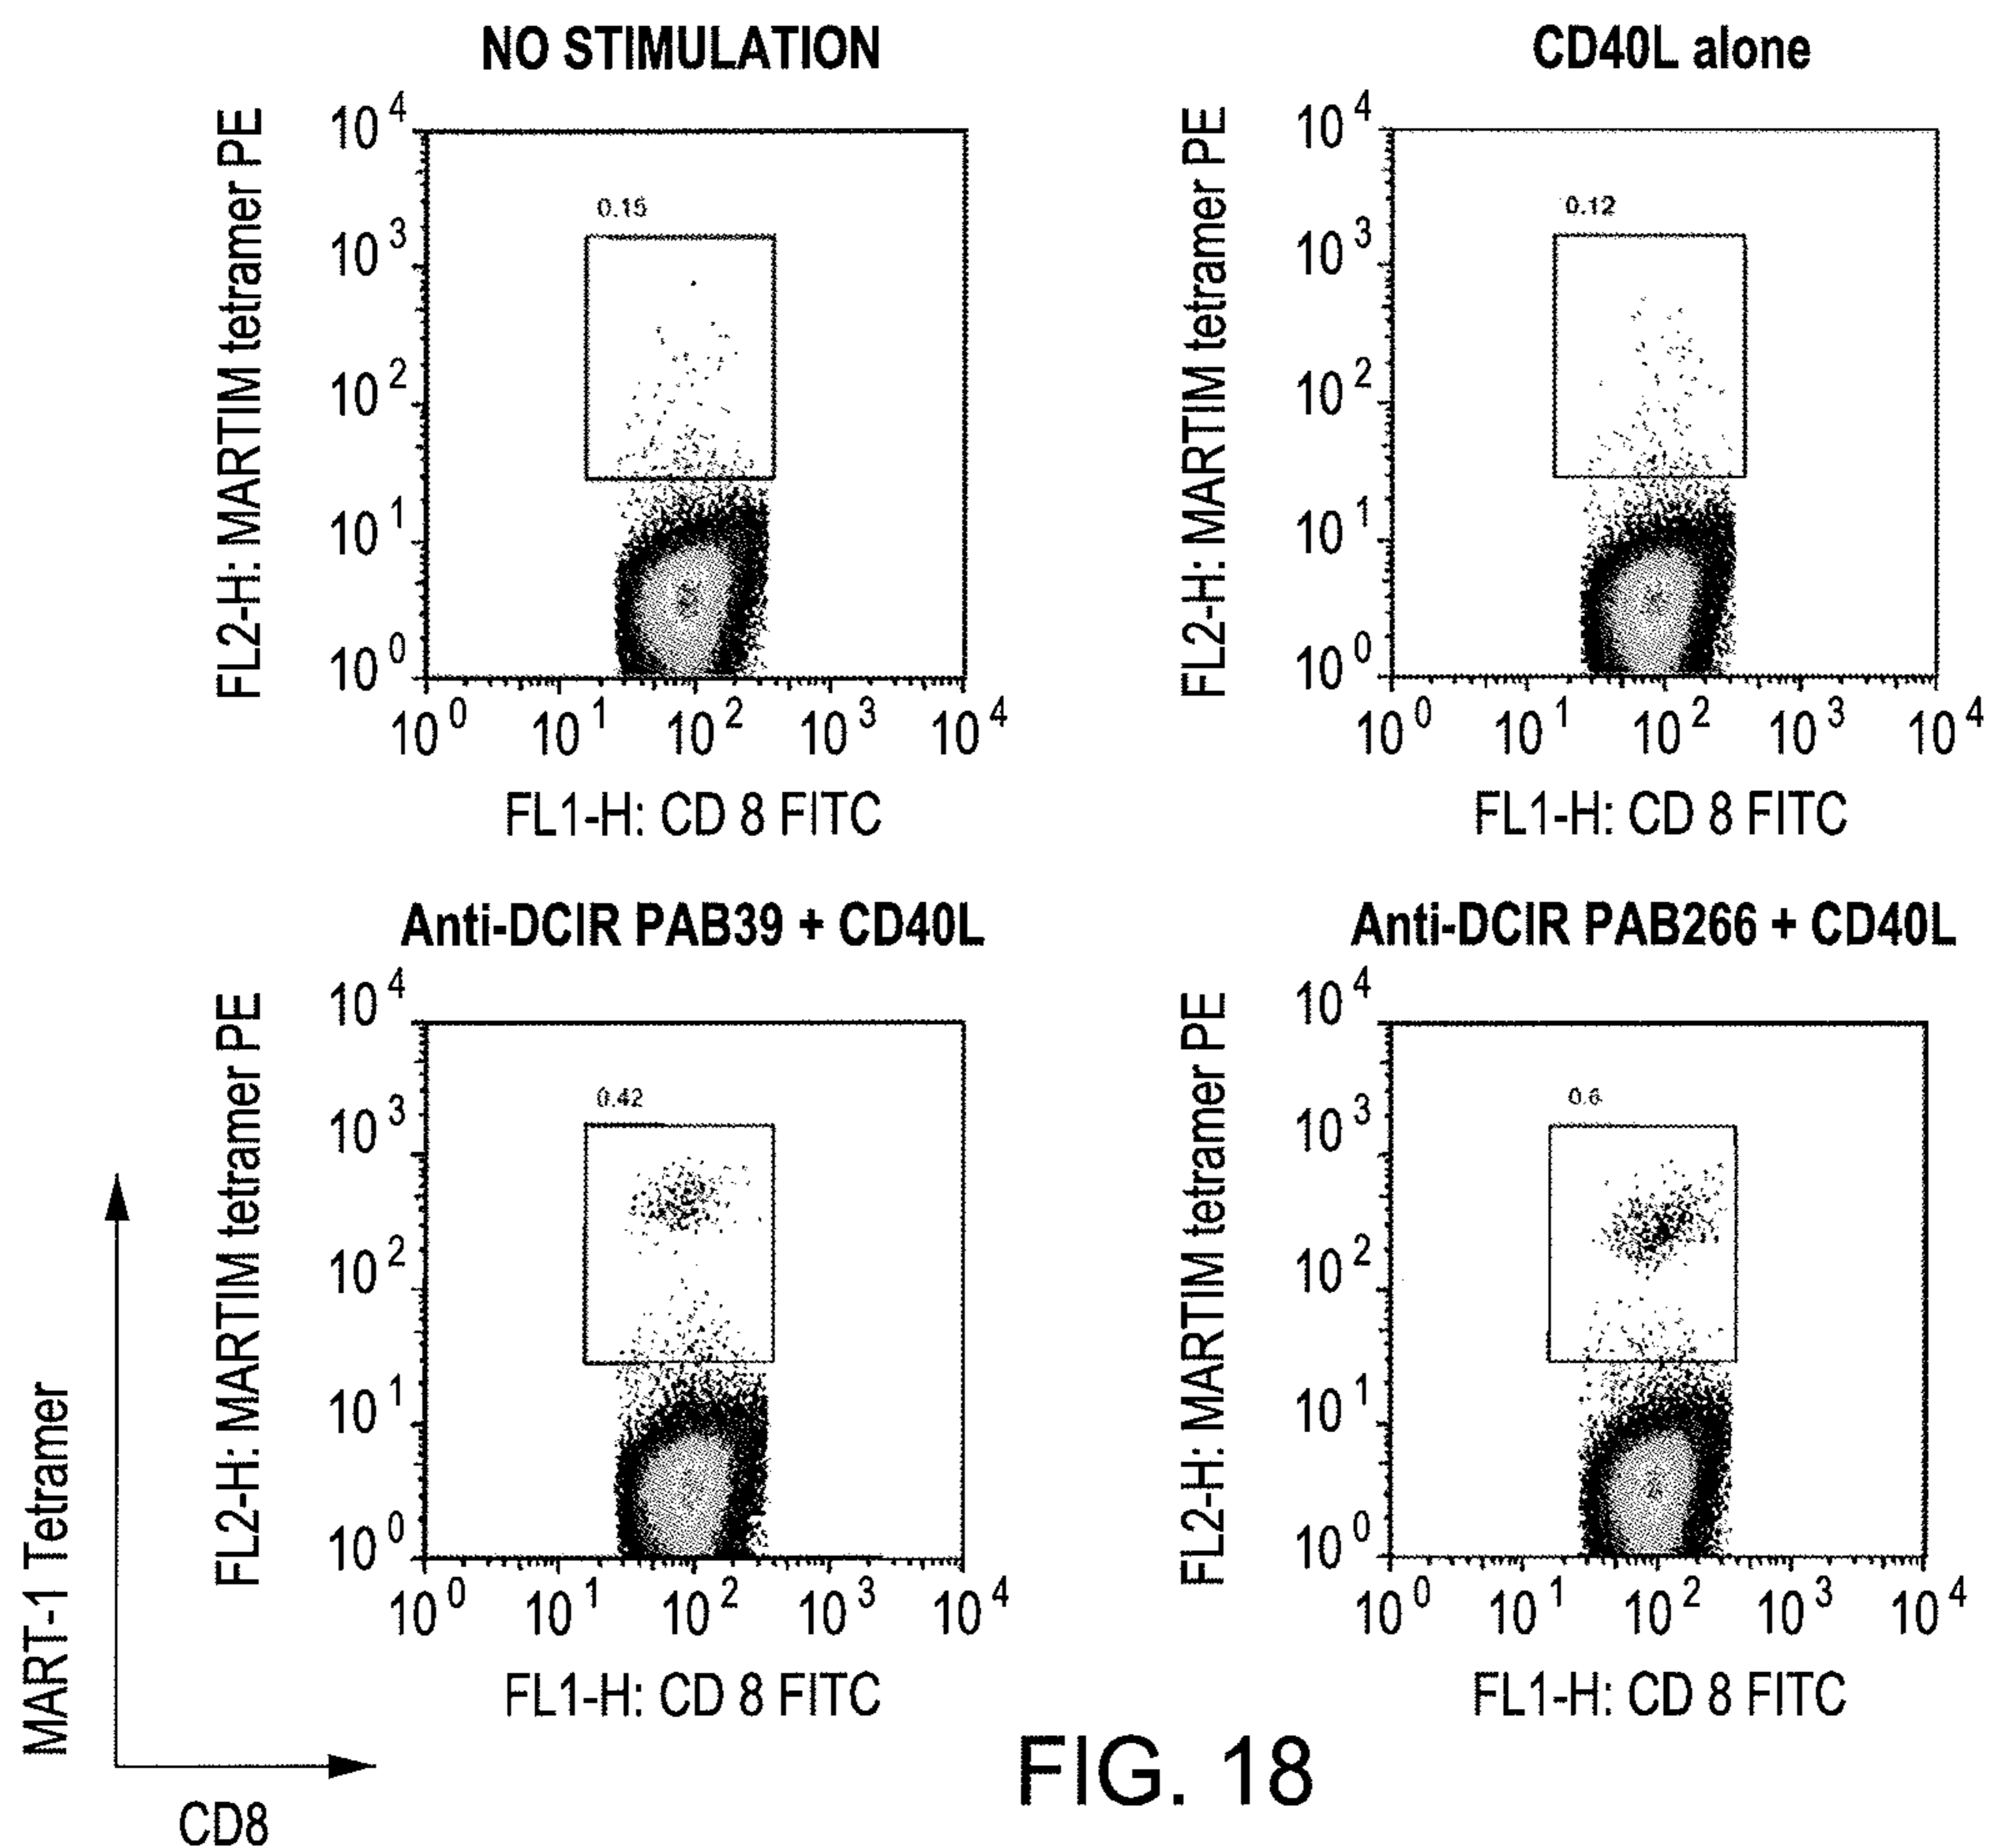 NO STIMULATION
FL2-H: MARTIM tetramer PE
10 4
10 3
10 2
10 1
10 0
0.15
10 0 10 1 10 2 10 3 10 4
FL1-H: CD 8 FITC
CD40L alone
FL2-H: MARTIM tetramer PE
10 4
10 3
10 2
10 1
10 0
0.12
10 0 10 1 10 2 10 3 10 4
FL1-H: CD 8 FITC
Anti-DCIR PAB39 + CD40L
FL2-H: MARTIM tetramer PE
10 4
10 3
10 2
10 1
10 0
0.42
10 0 10 1 10 2 10 3 10 4
FL1-H: CD 8 FITC
Anti-DCIR PAB266 + CD40L
FL2-H: MARTIM tetramer PE
10 4
10 3
10 2
10 1
10 0
0.6
10 0 10 1 10 2 10 3 10 4
FL1-H: CD 8 FITC
MART-1 Tetramer
CD8
FIG. 18